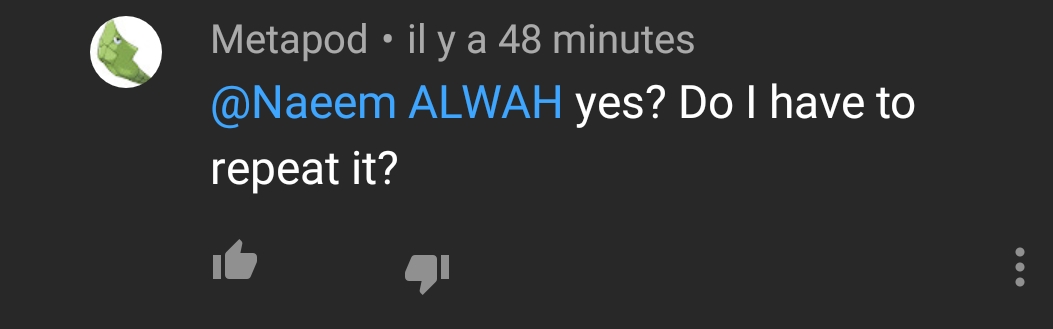 Metapod • il y a 48 minutes
@Naeem ALWAH yes? Do I have to
repeat it?